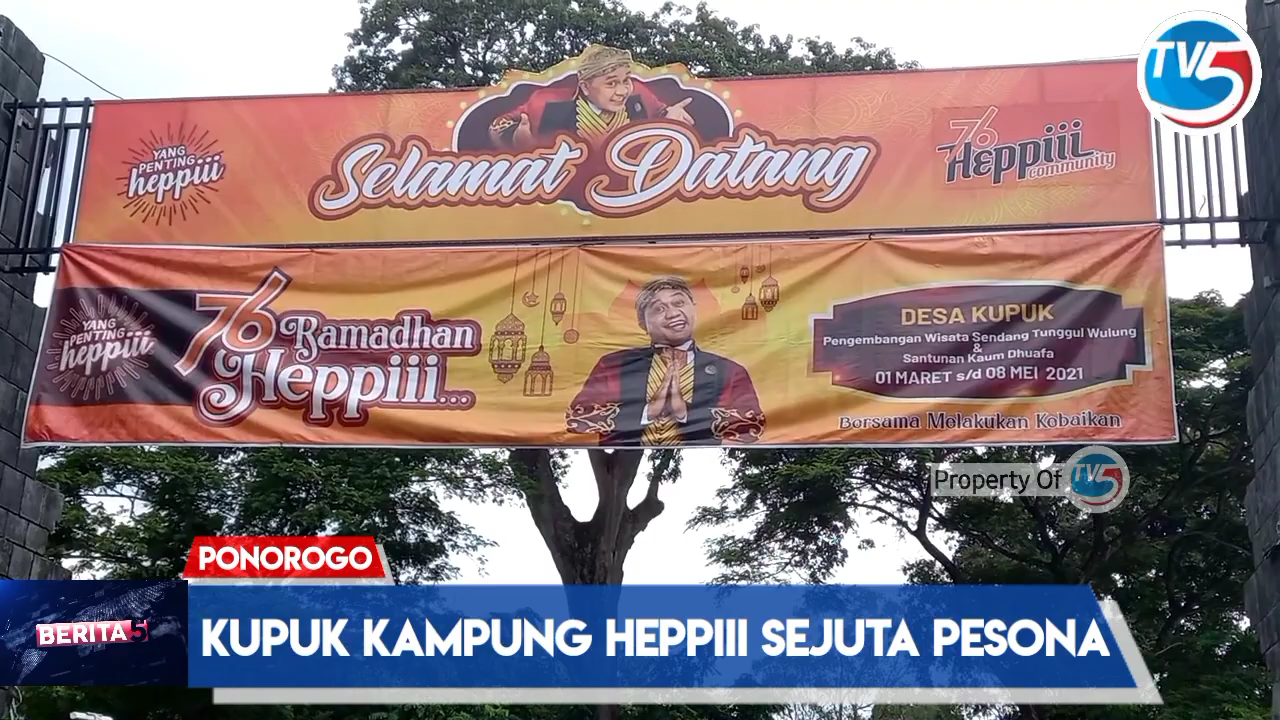 TV5
YANG
PENTING
heppiii
Selamat Datang
76
Heppiii
community
YANG
PENTING
heppiii
76 Ramadhan
Heppiii...
DESA KUPUK
Pengembangan Wisata Sendang Tunggul Wulung
&
Santunan Kaum Dhuafa
01 MARET s/d 08 MEI 2021
Bersama Melakukan Kebaikan
Property Of TV5
PONOROGO
BERITA5
KUPUK KAMPUNG HEPPIII SEJUTA PESONA